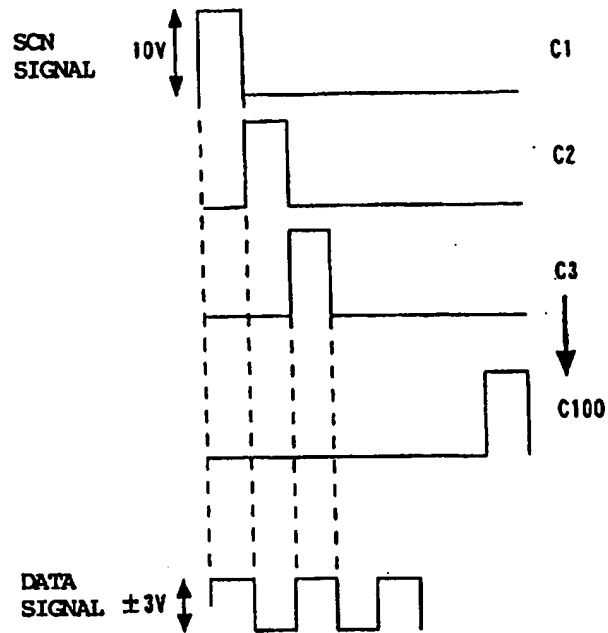 SCN
SIGNAL
10V
C1
C2
C3
C100
DATA
SIGNAL
±3V